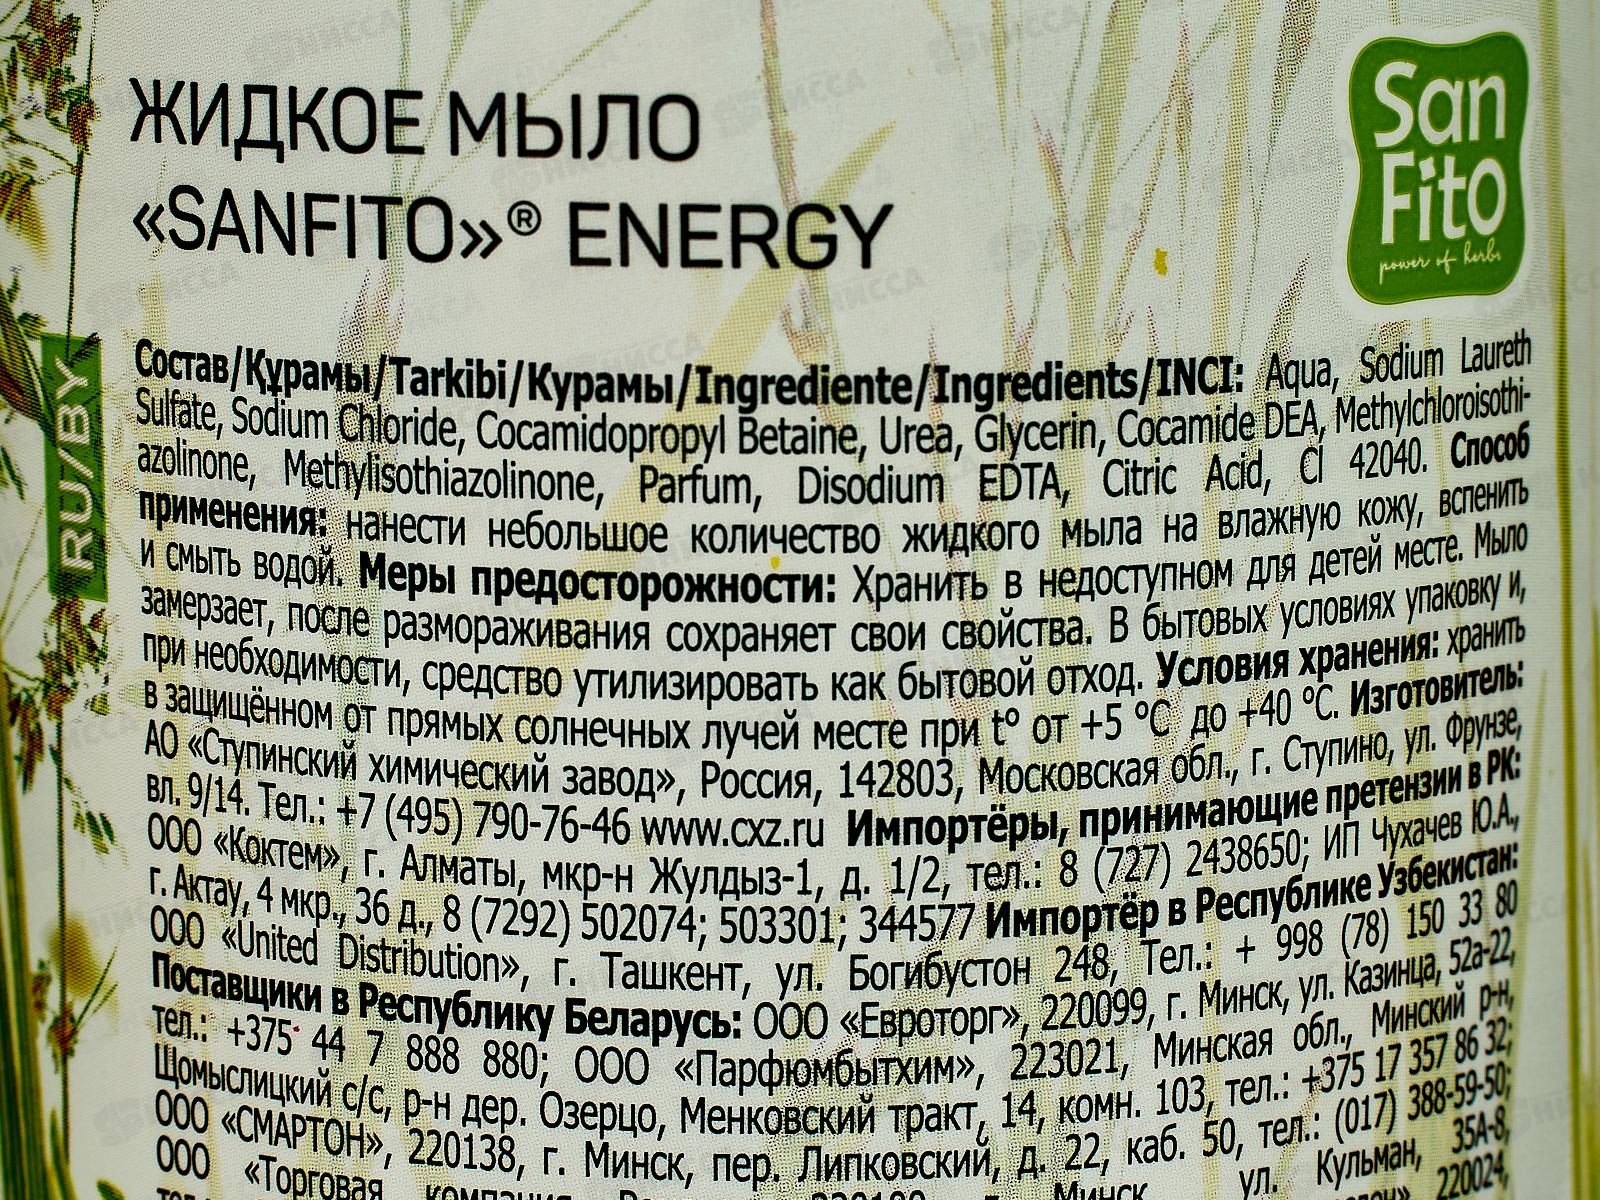 ЖИДКОЕ МЫЛО
«SANFITO»® ENERGY
San
Fito
power of herbs
RU/BY
Состав/Құрамы/Tarkibi/Курамы/Ingrediente/Ingredients/INCI: Aqua, Sodium Laureth
Sulfate, Sodium Chloride, Cocamidopropyl Betaine, Urea, Glycerin, Cocamide DEA, Methylchloroisothi-
azolinone, Methylisothiazolinone, Parfum, Disodium EDTA, Citric Acid, CI 42040. Способ
применения: нанести небольшое количество жидкого мыла на влажную кожу, вспенить
и смыть водой. Меры предосторожности: Хранить в недоступном для детей месте. Мыло
замерзает, после размораживания сохраняет свои свойства. В бытовых условиях упаковку и,
при необходимости, средство утилизировать как бытовой отход. Условия хранения: хранить
в защищённом от прямых солнечных лучей месте при t° от +5 °C до +40 °C. Изготовитель:
АО «Ступинский химический завод», Россия, 142803, Московская обл., г. Ступино, ул. Фрунзе,
вл. 9/14. Тел.: +7 (495) 790-76-46 www.cxz.ru Импортёры, принимающие претензии в РК:
ООО «Коктем», г. Алматы, мкр-н Жулдыз-1, д. 1/2, тел.: 8 (727) 2438650; ИП Чухачев Ю.А.,
г. Актау, 4 мкр., 36 д., 8 (7292) 502074; 503301; 344577 Импортёр в Республике Узбекистан:
ООО «United Distribution», г. Ташкент, ул. Богибустон 248, Тел.: + 998 (78) 150 33 80
Поставщики в Республику Беларусь: ООО «Евроторг», 220099, г. Минск, ул. Казинца, 52а-22,
тел.: +375 44 7 888 880; ООО «Парфюмбытхим», 223021, Минская обл., Минский р-н,
Щомыслицкий с/с, р-н дер. Озерцо, Менковский тракт, 14, комн. 103, тел.: +375 17 357 86 32;
ООО «СМАРТОН», 220138, г. Минск, пер. Липковский, д. 22, каб. 50, тел.: (017) 388-59-50;
ООО «Торговая компания Минск, ул. Кульман, 35А-8,
220024,